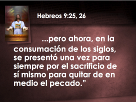 Hebreos 9:25, 26
...pero ahora, en la
consumación de los siglos,
se presentó una vez para
siempre por el sacrificio de
sí mismo para quitar de en
medio el pecado.”